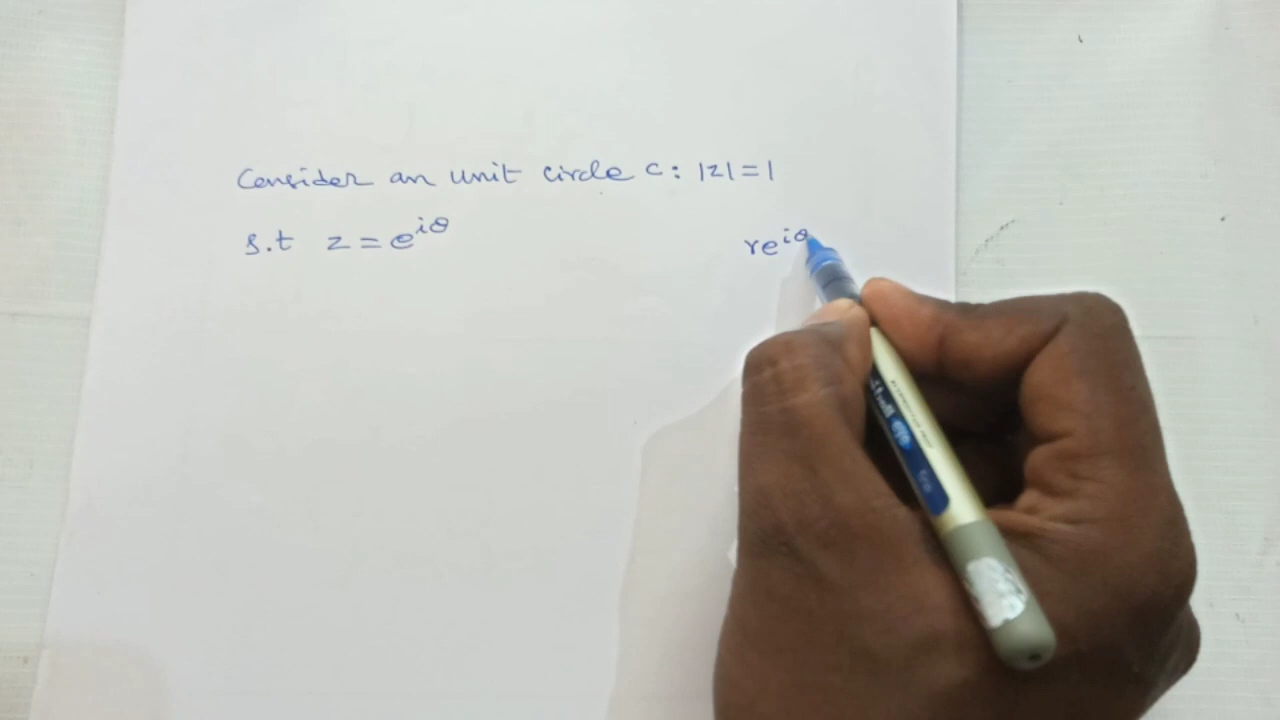 Consider an unit circle C: |z|=1
s.t z = e^{iθ} re^{iθ}